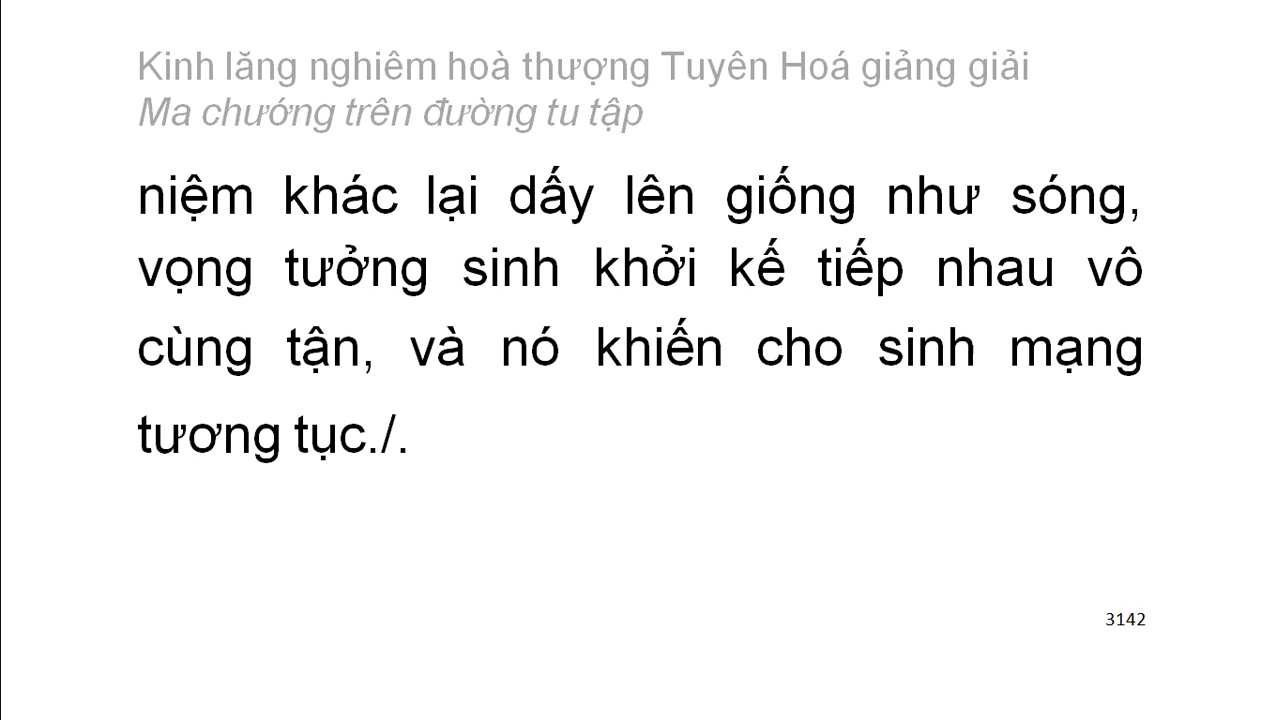 Kinh lăng nghiêm hoà thượng Tuyên Hoá giảng giải
Ma chướng trên đường tu tập
niệm khác lại dấy lên giống như sóng,
vọng tưởng sinh khởi kế tiếp nhau vô
cùng tận, và nó khiến cho sinh mạng
tương tục./.
3142